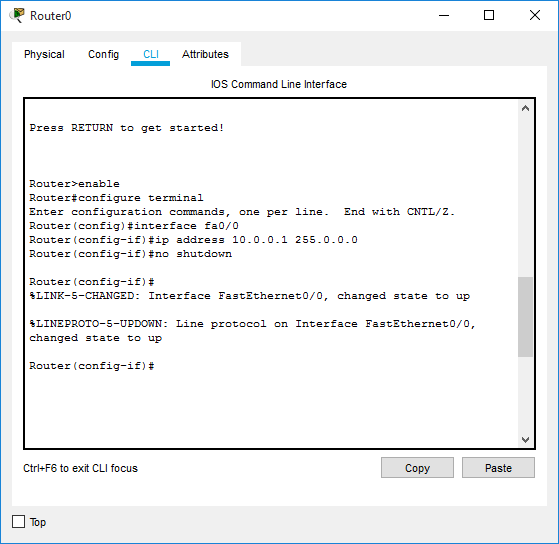 Router0
Physical Config CLI Attributes
IOS Command Line Interface
Press RETURN to get started!
Router>enable
Router#configure terminal
Enter configuration commands, one per line.  End with CNTL/Z.
Router(config)#interface fa0/0
Router(config-if)#ip address 10.0.0.1 255.0.0.0
Router(config-if)#no shutdown
Router(config-if)#
%LINK-5-CHANGED: Interface FastEthernet0/0, changed state to up
%LINEPROTO-5-UPDOWN: Line protocol on Interface FastEthernet0/0,
changed state to up
Router(config-if)#
Ctrl+F6 to exit CLI focus
Copy Paste
Top